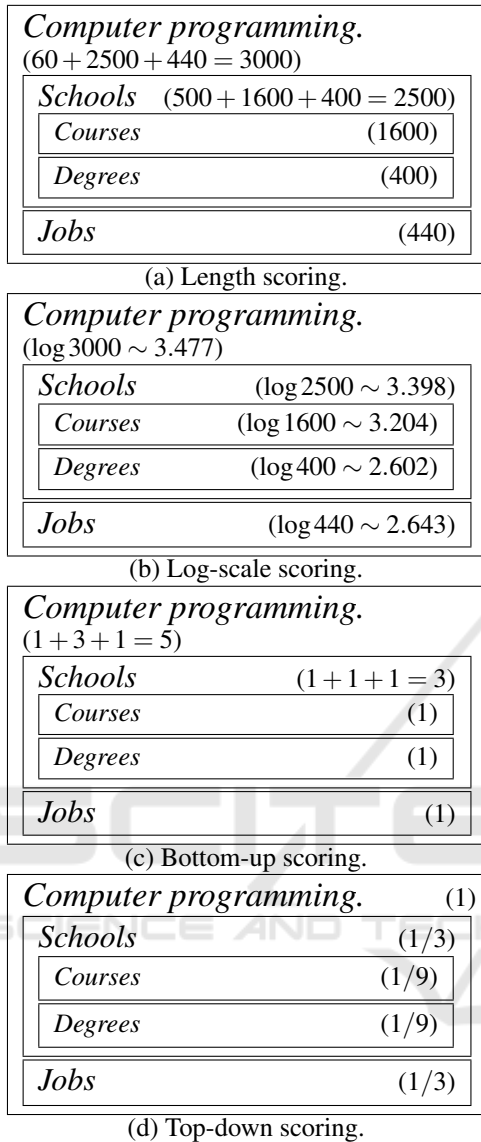 Computer programming.
(60 + 2500 + 440 = 3000)
Schools (500 + 1600 + 400 = 2500)
Courses (1600)
Degrees (400)
Jobs (440)
(a) Length scoring.
Computer programming.
(log 3000 ∼ 3.477)
Schools (log 2500 ∼ 3.398)
Courses (log 1600 ∼ 3.204)
Degrees (log 400 ∼ 2.602)
Jobs (log 440 ∼ 2.643)
(b) Log-scale scoring.
Computer programming.
(1 + 3 + 1 = 5)
Schools (1 + 1 + 1 = 3)
Courses (1)
Degrees (1)
Jobs (1)
(c) Bottom-up scoring.
Computer programming. (1)
Schools (1/3)
Courses (1/9)
Degrees (1/9)
Jobs (1/3)
(d) Top-down scoring.